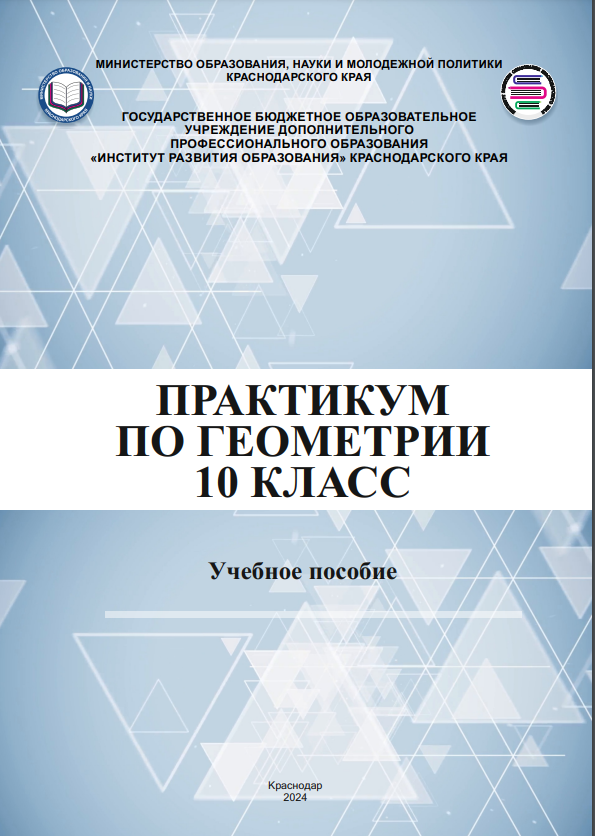 МИНИСТЕРСТВО ОБРАЗОВАНИЯ, НАУКИ И МОЛОДЕЖНОЙ ПОЛИТИКИ
КРАСНОДАРСКОГО КРАЯ
ГОСУДАРСТВЕННОЕ БЮДЖЕТНОЕ ОБРАЗОВАТЕЛЬНОЕ
УЧРЕЖДЕНИЕ ДОПОЛНИТЕЛЬНОГО
ПРОФЕССИОНАЛЬНОГО ОБРАЗОВАНИЯ
«ИНСТИТУТ РАЗВИТИЯ ОБРАЗОВАНИЯ» КРАСНОДАРСКОГО КРАЯ
ПРАКТИКУМ
ПО ГЕОМЕТРИИ
10 КЛАСС
Учебное пособие
Краснодар
2024